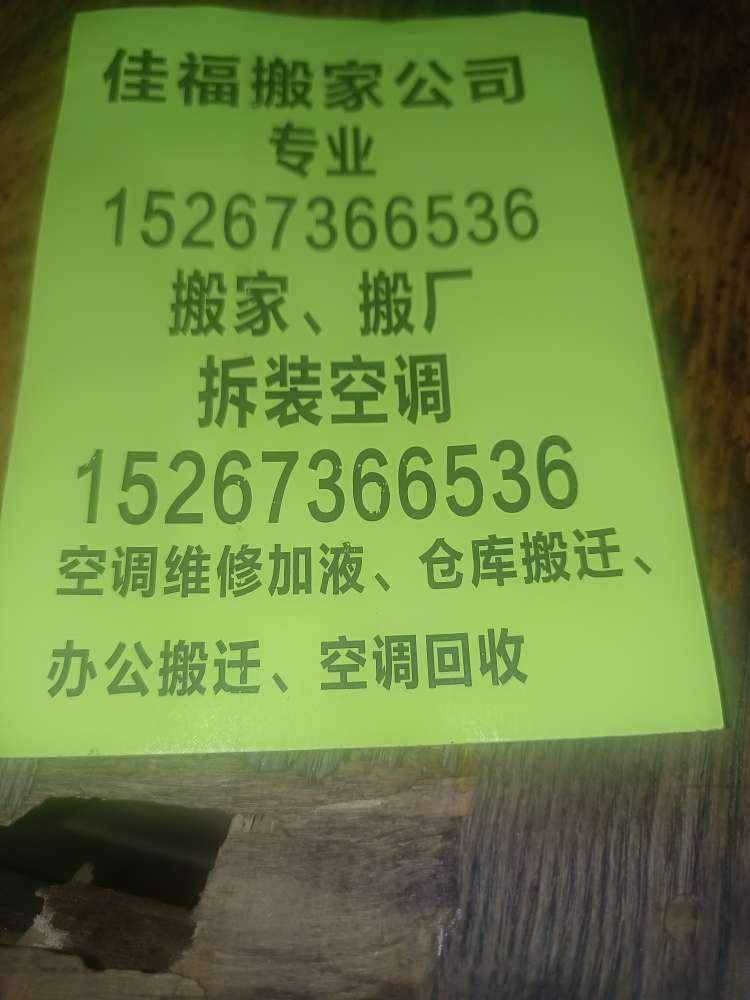 佳福搬家公司
专业
15267366536
搬家、搬厂
拆装空调
15267366536
空调维修加液、仓库搬迁、
办公搬迁、空调回收